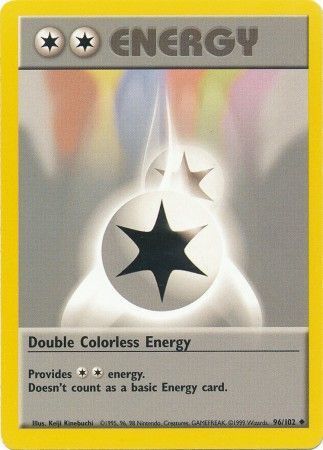 ENERGY
Double Colorless Energy
Provides energy.
Doesn't count as a basic Energy card.
Illus. Keiji Kinebuchi ©1995, 96, 98 Nintendo, Creatures, GAMEFREAK. ©1999 Wizards. 96/102